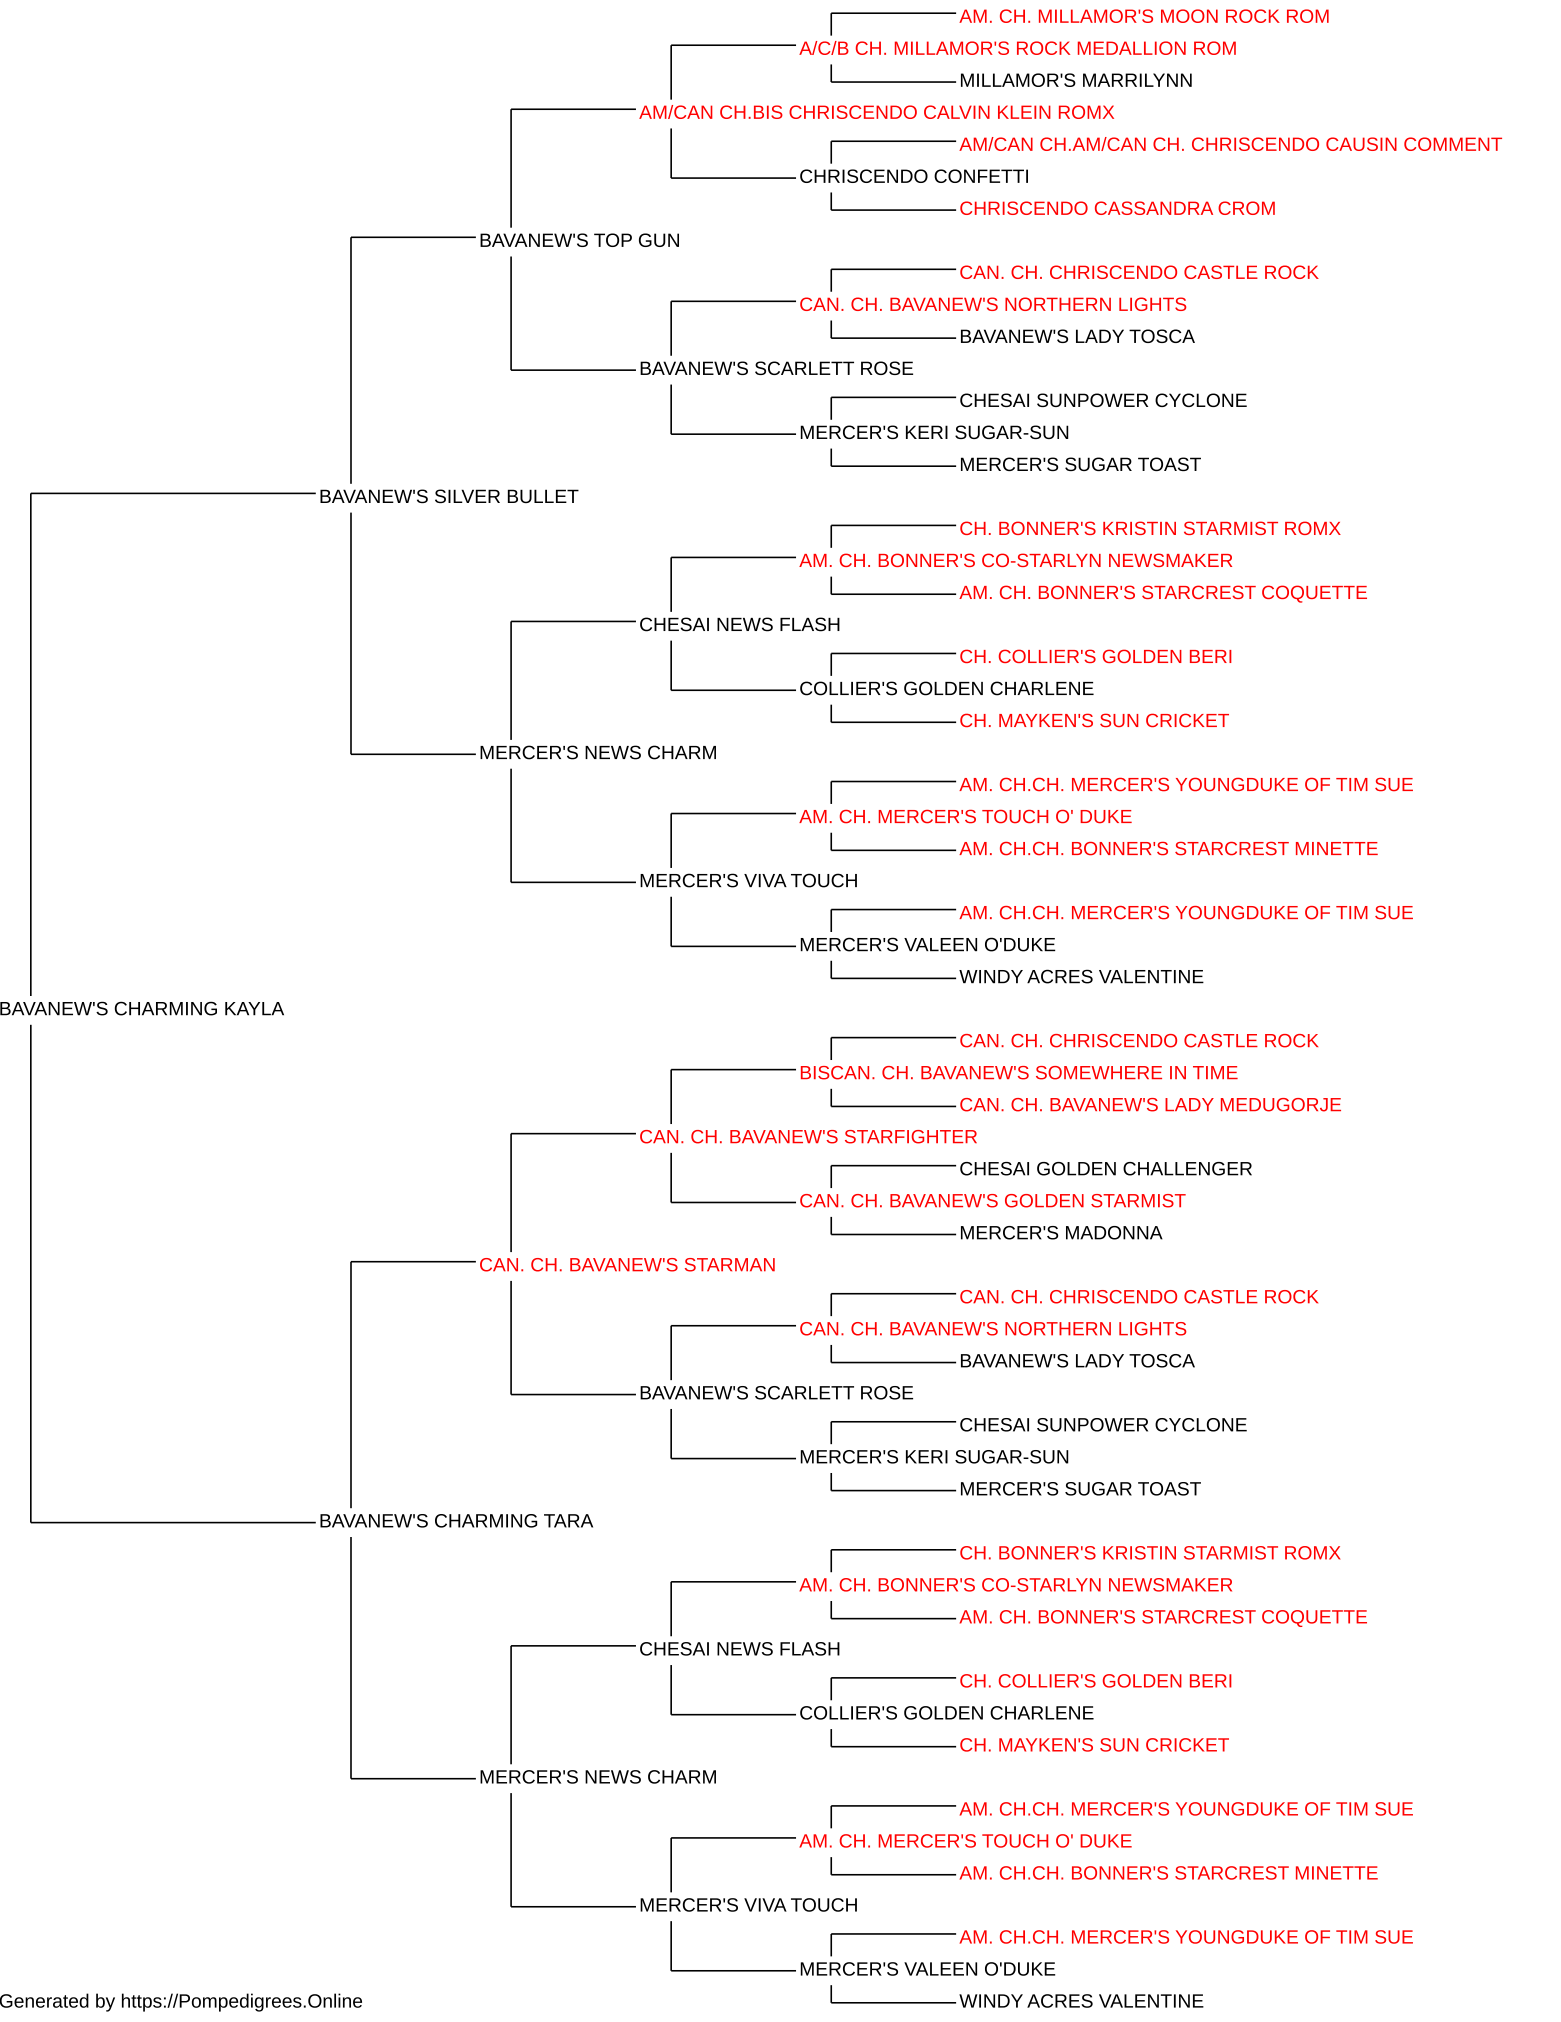 AM. CH. MILLAMOR'S MOON ROCK ROM
A/C/B CH. MILLAMOR'S ROCK MEDALLION ROM
MILLAMOR'S MARRILYNN
AM/CAN CH.BIS CHRISCENDO CALVIN KLEIN ROMX
AM/CAN CH.AM/CAN CH. CHRISCENDO CAUSIN COMMENT
CHRISCENDO CONFETTI
CHRISCENDO CASSANDRA CROM
BAVANEW'S TOP GUN
CAN. CH. CHRISCENDO CASTLE ROCK
CAN. CH. BAVANEW'S NORTHERN LIGHTS
BAVANEW'S LADY TOSCA
BAVANEW'S SCARLETT ROSE
CHESAI SUNPOWER CYCLONE
MERCER'S KERI SUGAR-SUN
MERCER'S SUGAR TOAST
BAVANEW'S SILVER BULLET
CH. BONNER'S KRISTIN STARMIST ROMX
AM. CH. BONNER'S CO-STARLYN NEWSMAKER
AM. CH. BONNER'S STARCREST COQUETTE
CHESAI NEWS FLASH
CH. COLLIER'S GOLDEN BERI
COLLIER'S GOLDEN CHARLENE
CH. MAYKEN'S SUN CRICKET
MERCER'S NEWS CHARM
AM. CH.CH. MERCER'S YOUNGDUKE OF TIM SUE
AM. CH. MERCER'S TOUCH O' DUKE
AM. CH.CH. BONNER'S STARCREST MINETTE
MERCER'S VIVA TOUCH
AM. CH.CH. MERCER'S YOUNGDUKE OF TIM SUE
MERCER'S VALEEN O'DUKE
WINDY ACRES VALENTINE
BAVANEW'S CHARMING KAYLA
CAN. CH. CHRISCENDO CASTLE ROCK
BISCAN. CH. BAVANEW'S SOMEWHERE IN TIME
CAN. CH. BAVANEW'S LADY MEDUGORJE
CAN. CH. BAVANEW'S STARFIGHTER
CHESAI GOLDEN CHALLENGER
CAN. CH. BAVANEW'S GOLDEN STARMIST
MERCER'S MADONNA
CAN. CH. BAVANEW'S STARMAN
CAN. CH. CHRISCENDO CASTLE ROCK
CAN. CH. BAVANEW'S NORTHERN LIGHTS
BAVANEW'S LADY TOSCA
BAVANEW'S SCARLETT ROSE
CHESAI SUNPOWER CYCLONE
MERCER'S KERI SUGAR-SUN
MERCER'S SUGAR TOAST
BAVANEW'S CHARMING TARA
CH. BONNER'S KRISTIN STARMIST ROMX
AM. CH. BONNER'S CO-STARLYN NEWSMAKER
AM. CH. BONNER'S STARCREST COQUETTE
CHESAI NEWS FLASH
CH. COLLIER'S GOLDEN BERI
COLLIER'S GOLDEN CHARLENE
CH. MAYKEN'S SUN CRICKET
MERCER'S NEWS CHARM
AM. CH.CH. MERCER'S YOUNGDUKE OF TIM SUE
AM. CH. MERCER'S TOUCH O' DUKE
AM. CH.CH. BONNER'S STARCREST MINETTE
MERCER'S VIVA TOUCH
AM. CH.CH. MERCER'S YOUNGDUKE OF TIM SUE
MERCER'S VALEEN O'DUKE
WINDY ACRES VALENTINE
Generated by https://Pompedigrees.Online